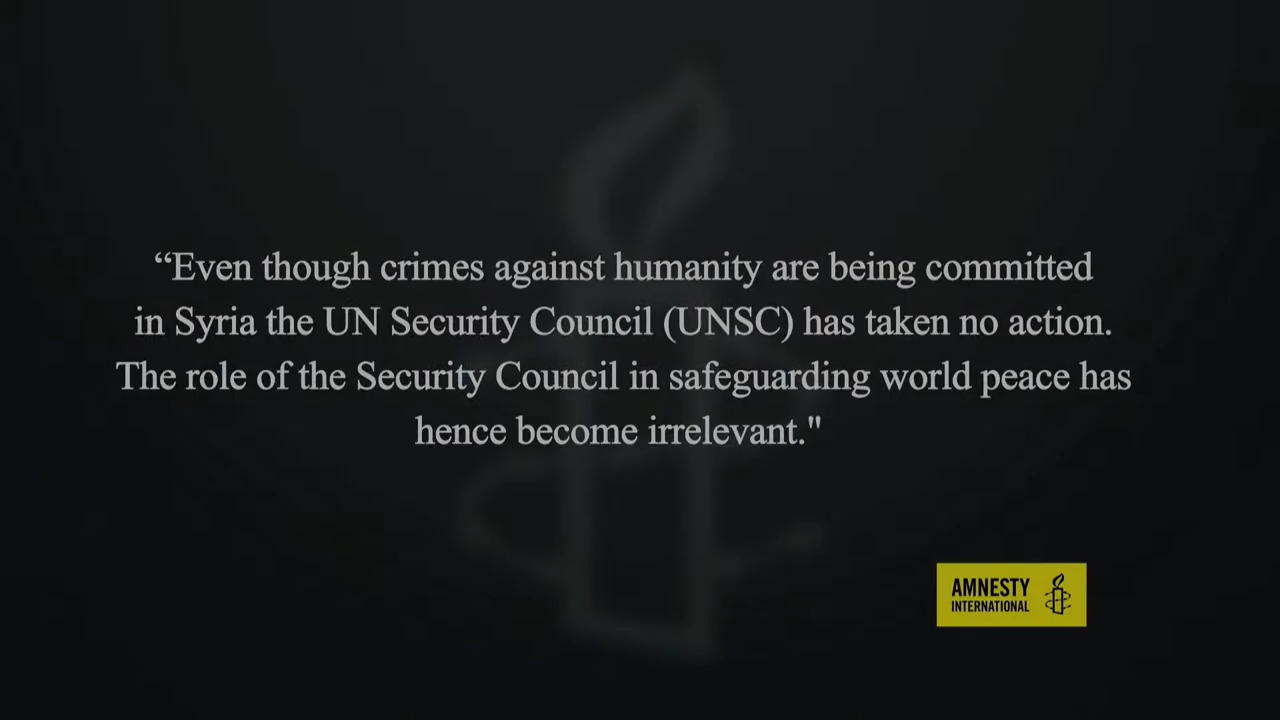 “Even though crimes against humanity are being committed
in Syria the UN Security Council (UNSC) has taken no action.
The role of the Security Council in safeguarding world peace has
hence become irrelevant."
AMNESTY
INTERNATIONAL